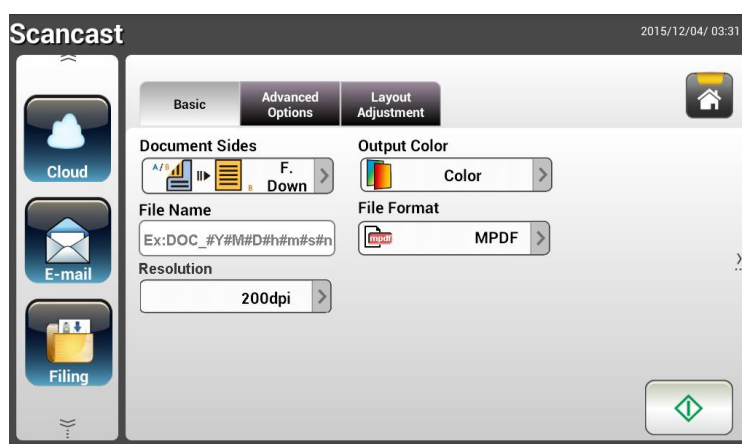 Scancast
2015/12/04/ 03:31
Cloud
E-mail
Filing
Basic
Advanced
Options
Layout
Adjustment
Document Sides
A/B
B
F.
Down
Output Color
Color
File Name
Ex:DOC_#Y#M#D#h#m#s#n
File Format
mpdf
MPDF
Resolution
200dpi